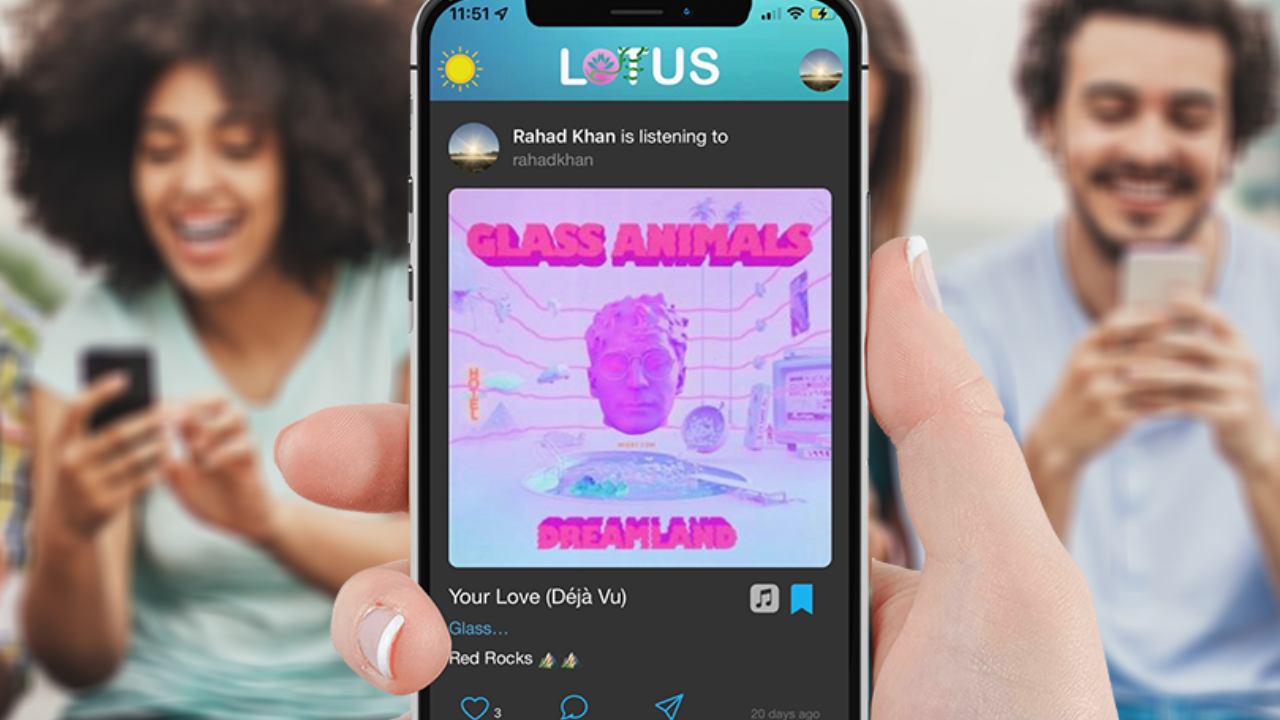 11:51
LOTUS
Rahad Khan is listening to
rahadkhan
GLASS ANIMALS
HOTEL
DREAMLAND
Your Love (Déjà Vu)
Glass...
Red Rocks ⛰️ ⛰️
3
20 days ago